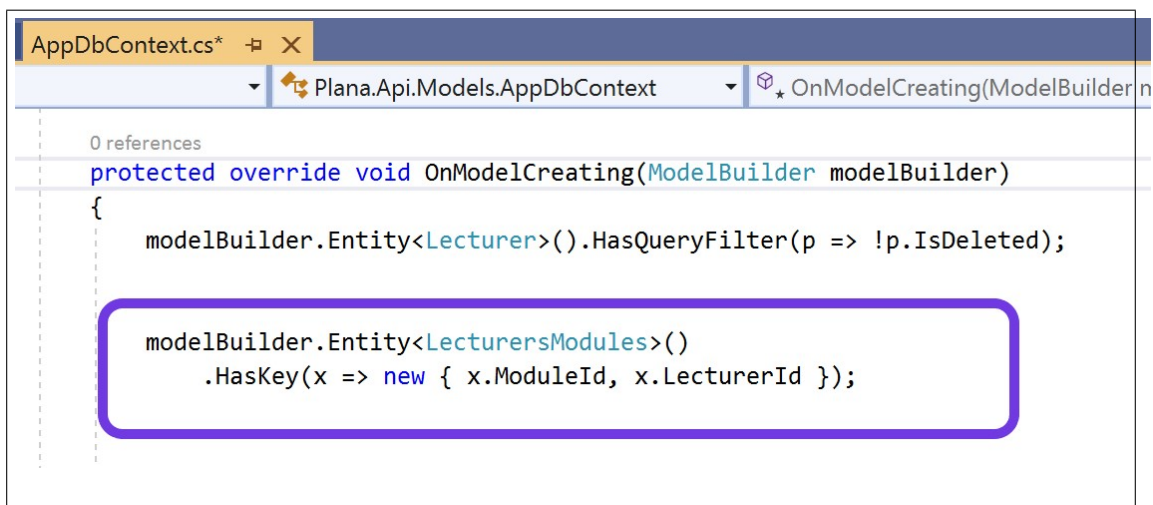 AppDbContext.cs*
Plana.Api.Models.AppDbContext OnModelCreating(ModelBuilder m
0 references
protected override void OnModelCreating(ModelBuilder modelBuilder)
{
modelBuilder.Entity<Lecturer>().HasQueryFilter(p => !p.IsDeleted);
modelBuilder.Entity<LecturersModules>()
.HasKey(x => new { x.ModuleId, x.LecturerId });